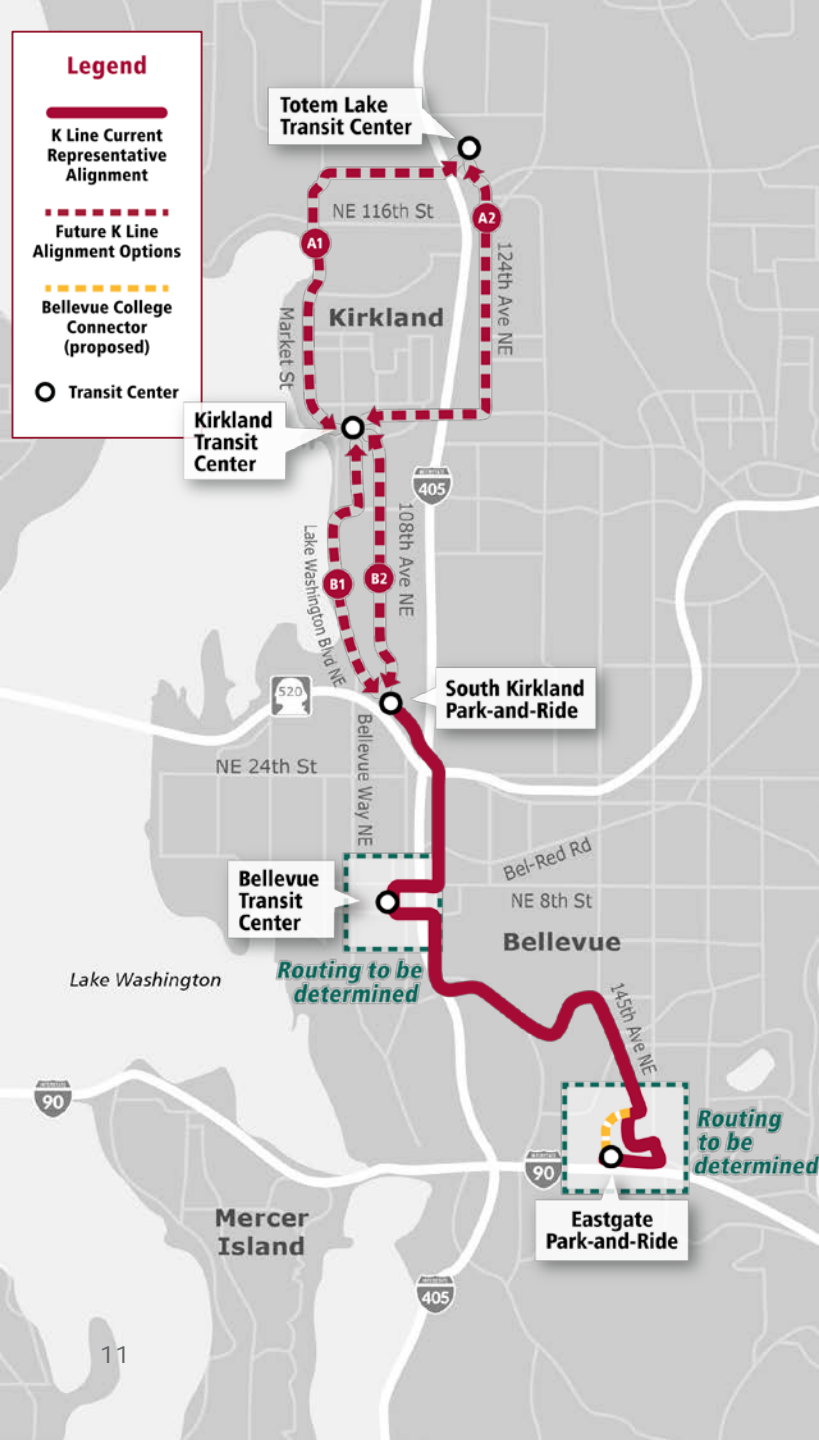 Legend
K Line Current
Representative
Alignment
Future K Line
Alignment Options
Bellevue College
Connector
(proposed)
Transit Center
Totem Lake
Transit Center
NE 116th St
A2
A1
124th Ave NE
Market St
Kirkland
Kirkland
Transit
Center
405
108th Ave NE
Lake Washington Blvd NE
B1
B2
520
South Kirkland
Park-and-Ride
Bellevue Way NE
NE 24th St
Bel-Red Rd
Bellevue
Transit
Center
NE 8th St
Bellevue
Routing to be
determined
Lake Washington
145th Ave NE
90
Routing
to be
determined
90
Eastgate
Park-and-Ride
Mercer
Island
405
11